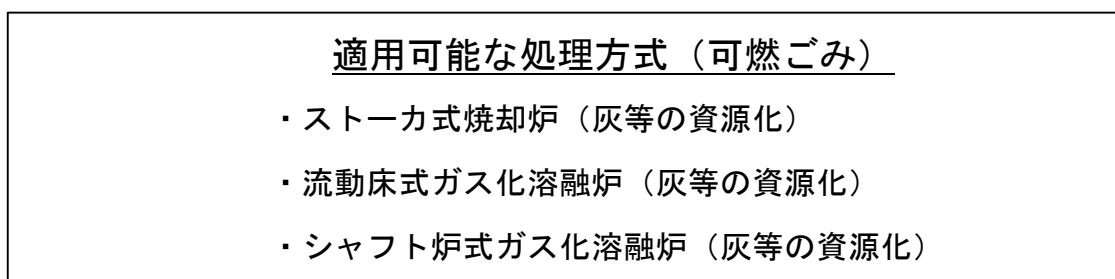 適用可能な処理方式（可燃ごみ）
・ストーカ式焼却炉（灰等の資源化）
・流動床式ガス化溶融炉（灰等の資源化）
・シャフト炉式ガス化溶融炉（灰等の資源化）